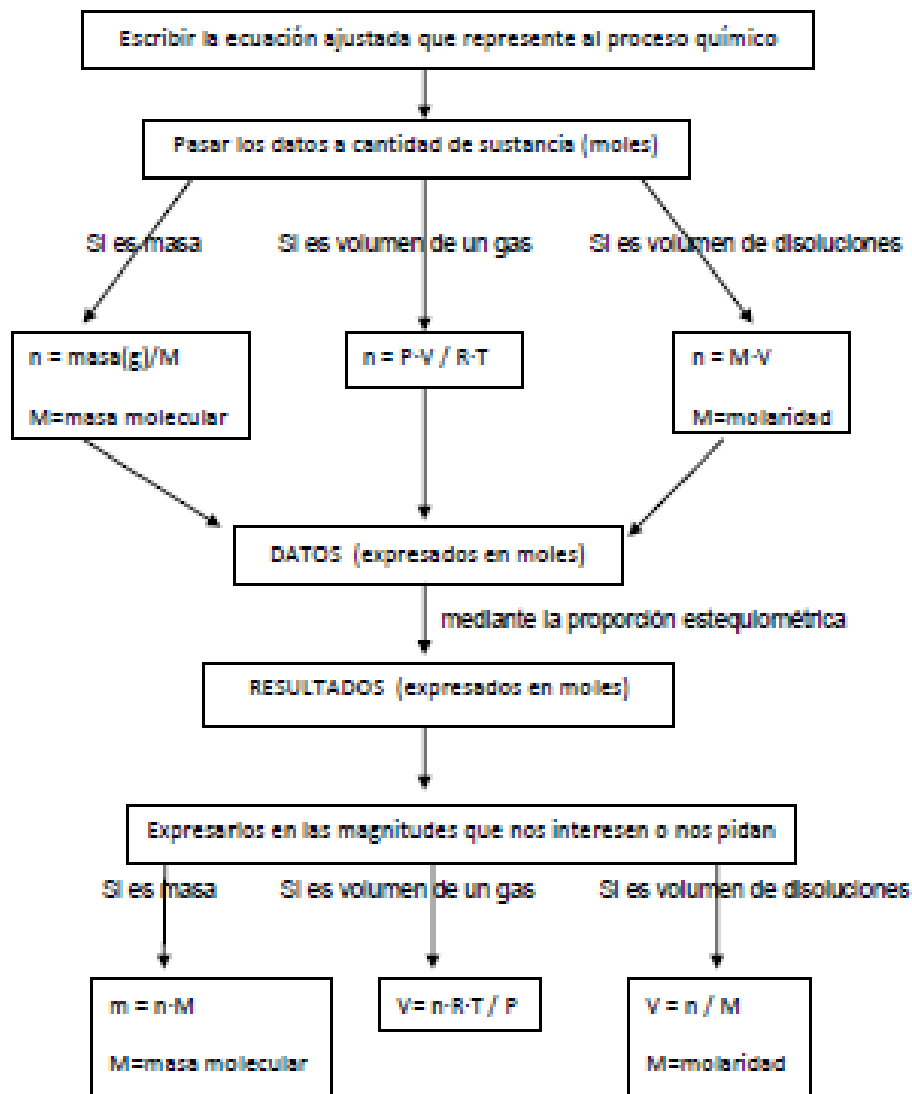 Escribir la ecuación ajustada que represente al proceso químico
Pasar los datos a cantidad de sustancia (moles)
Si es masa
Si es volumen de un gas
Si es volumen de disoluciones
n = masa(g)/M
M=masa molecular
n = P·V / R·T
n = M·V
M=molaridad
DATOS (expresados en moles)
mediante la proporción estequiométrica
RESULTADOS (expresados en moles)
Expresarlos en las magnitudes que nos interesen o nos pidan
Si es masa
Si es volumen de un gas
Si es volumen de disoluciones
m = n·M
M=masa molecular
V= n·R·T / P
V = n / M
M=molaridad